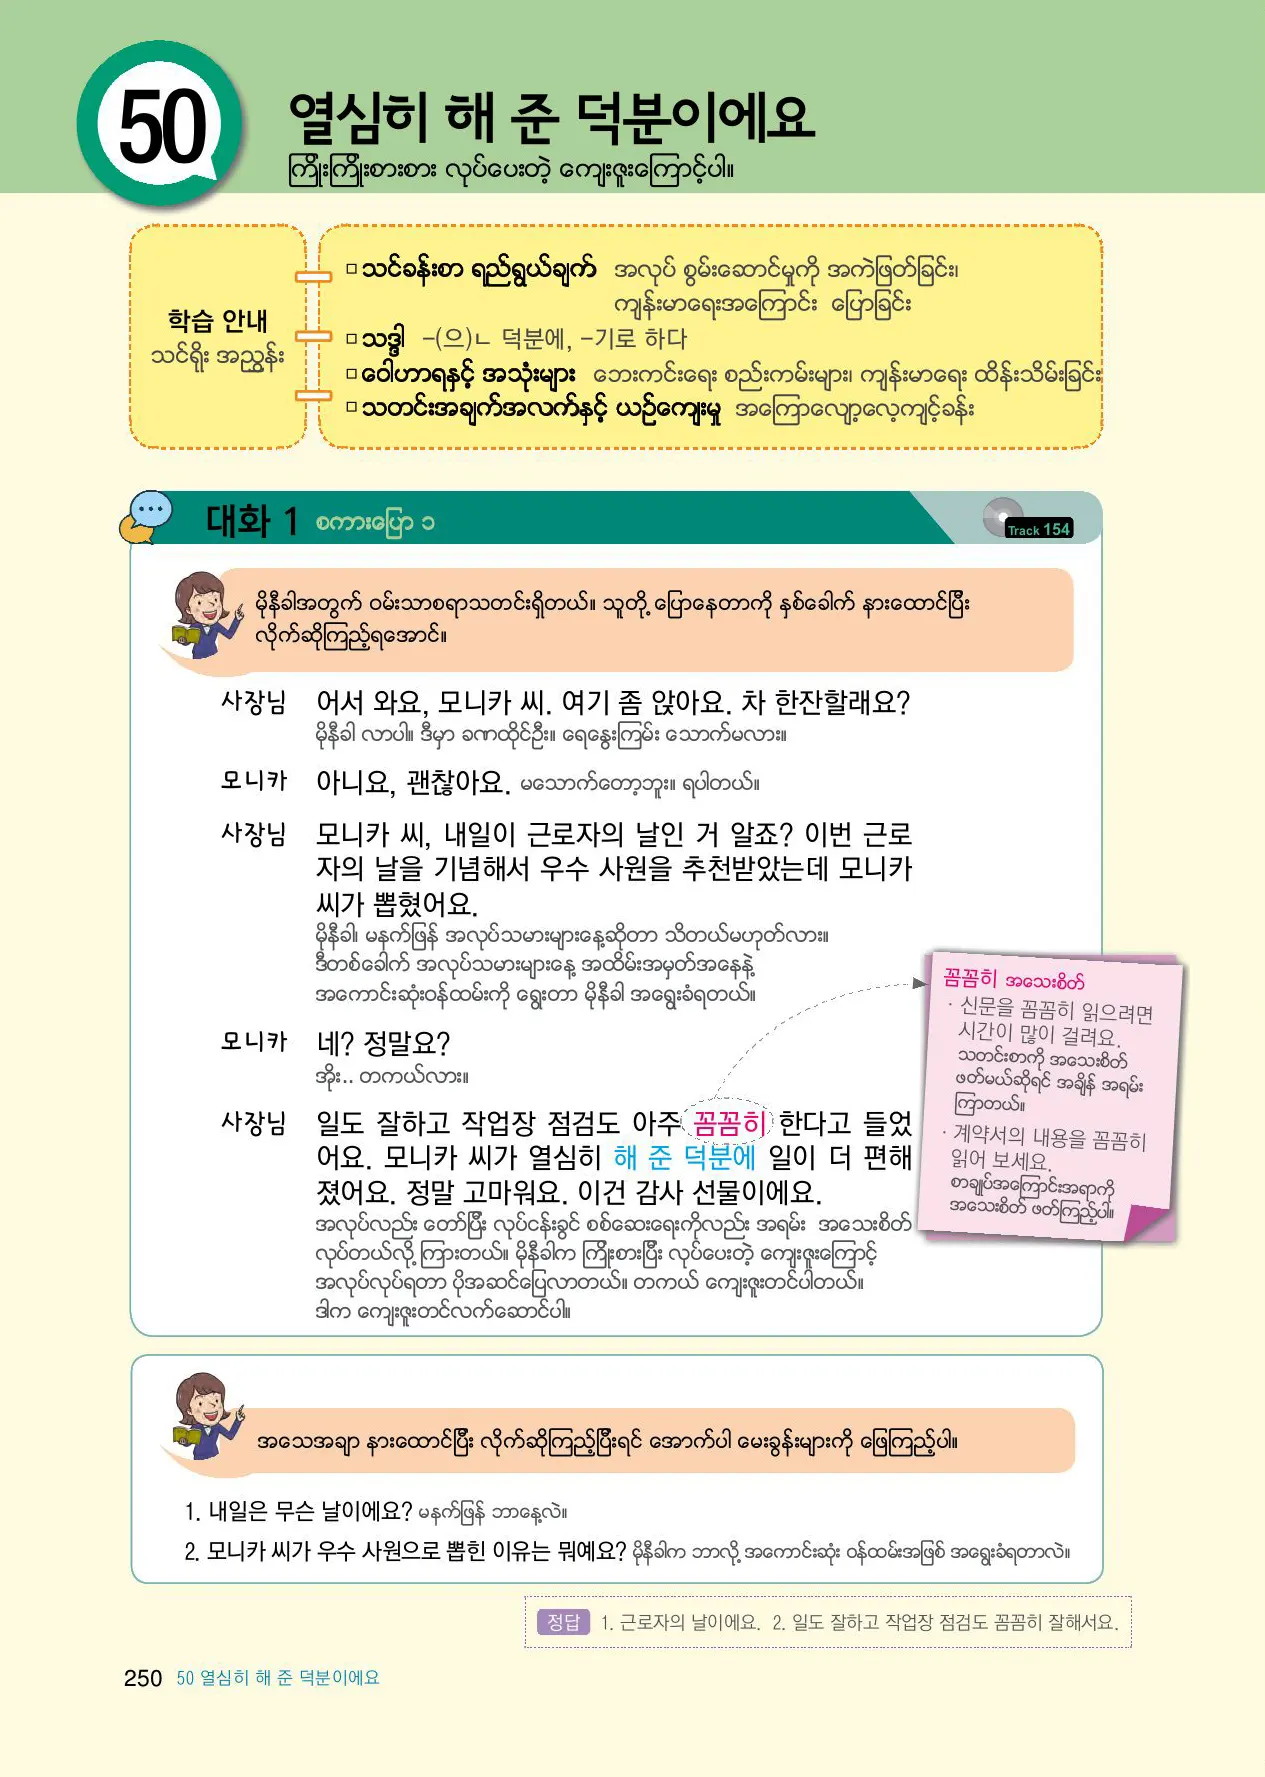 50
열심히 해 준 덕분이에요
ကြိုးကြိုးစားစား လုပ်ပေးတဲ့ ကျေးဇူးကြောင့်ပါ။
학습 안내
သင်ရိုး အညွှန်း
□ သင်ခန်းစာ ရည်ရွယ်ချက် အလုပ် စွမ်းဆောင်မှုကို အကဲဖြတ်ခြင်း၊
ကျန်းမာရေးအကြောင်း ပြောခြင်း
□ သဒ္ဒါ -(으)ㄴ 덕분에, -기로 하다
□ ဝေါဟာရနှင့် အသုံးများ ဘေးကင်းရေး စည်းကမ်းများ၊ ကျန်းမာရေး ထိန်းသိမ်းခြင်း
□ သတင်းအချက်အလက်နှင့် ယဉ်ကျေးမှု အကြောလျော့လေ့ကျင့်ခန်း
대화 1 စကားပြော ၁
Track 154
မိုနီခါအတွက် ဝမ်းသာစရာသတင်းရှိတယ်။ သူတို့ ပြောနေတာကို နှစ်ခေါက် နားထောင်ပြီး
လိုက်ဆိုကြည့်ရအောင်။
사장님 어서 와요, 모니카 씨. 여기 좀 앉아요. 차 한잔할래요?
မိုနီခါ လာပါ။ ဒီမှာ ခဏထိုင်ဦး။ ရေနွေးကြမ်း သောက်မလား။
모니카 아니요, 괜찮아요. မသောက်တော့ဘူး။ ရပါတယ်။
사장님 모니카 씨, 내일이 근로자의 날인 거 알죠? 이번 근로
자의 날을 기념해서 우수 사원을 추천받았는데 모니카
씨가 뽑혔어요.
မိုနီခါ၊ မနက်ဖြန် အလုပ်သမားများနေ့ဆိုတာ သိတယ်မဟုတ်လား။
ဒီတစ်ခေါက် အလုပ်သမားများနေ့ အထိမ်းအမှတ်အနေနဲ့
အကောင်းဆုံးဝန်ထမ်းကို ရွေးတာ မိုနီခါ အရွေးခံရတယ်။
모니카 네? 정말요?
အိုး.. တကယ်လား။
사장님 일도 잘하고 작업장 점검도 아주 꼼꼼히 한다고 들었
어요. 모니카 씨가 열심히 해 준 덕분에 일이 더 편해
졌어요. 정말 고마워요. 이건 감사 선물이에요.
အလုပ်လည်း တော်ပြီး လုပ်ငန်းခွင် စစ်ဆေးရေးကိုလည်း အရမ်း အသေးစိတ်
လုပ်တယ်လို့ ကြားတယ်။ မိုနီခါက ကြိုးစားပြီး လုပ်ပေးတဲ့ ကျေးဇူးကြောင့်
အလုပ်လုပ်ရတာ ပိုအဆင်ပြေလာတယ်။ တကယ် ကျေးဇူးတင်ပါတယ်။
ဒါက ကျေးဇူးတင်လက်ဆောင်ပါ။
꼼꼼히 အသေးစိတ်
· 신문을 꼼꼼히 읽으려면
시간이 많이 걸려요.
သတင်းစာကို အသေးစိတ်
ဖတ်မယ်ဆိုရင် အချိန် အရမ်း
ကြာတယ်။
· 계약서의 내용을 꼼꼼히
읽어 보세요.
စာချုပ်အကြောင်းအရာကို
အသေးစိတ် ဖတ်ကြည့်ပါ။
အသေအချာ နားထောင်ပြီး လိုက်ဆိုကြည့်ပြီးရင် အောက်ပါ မေးခွန်းများကို ဖြေကြည့်ပါ။
1. 내일은 무슨 날이에요? မနက်ဖြန် ဘာနေ့လဲ။
2. 모니카 씨가 우수 사원으로 뽑힌 이유는 뭐예요? မိုနီခါက ဘာလို့ အကောင်းဆုံး ဝန်ထမ်းအဖြစ် အရွေးခံရတာလဲ။
정답 1. 근로자의 날이에요. 2. 일도 잘하고 작업장 점검도 꼼꼼히 잘해서요.
250 50 열심히 해 준 덕분이에요